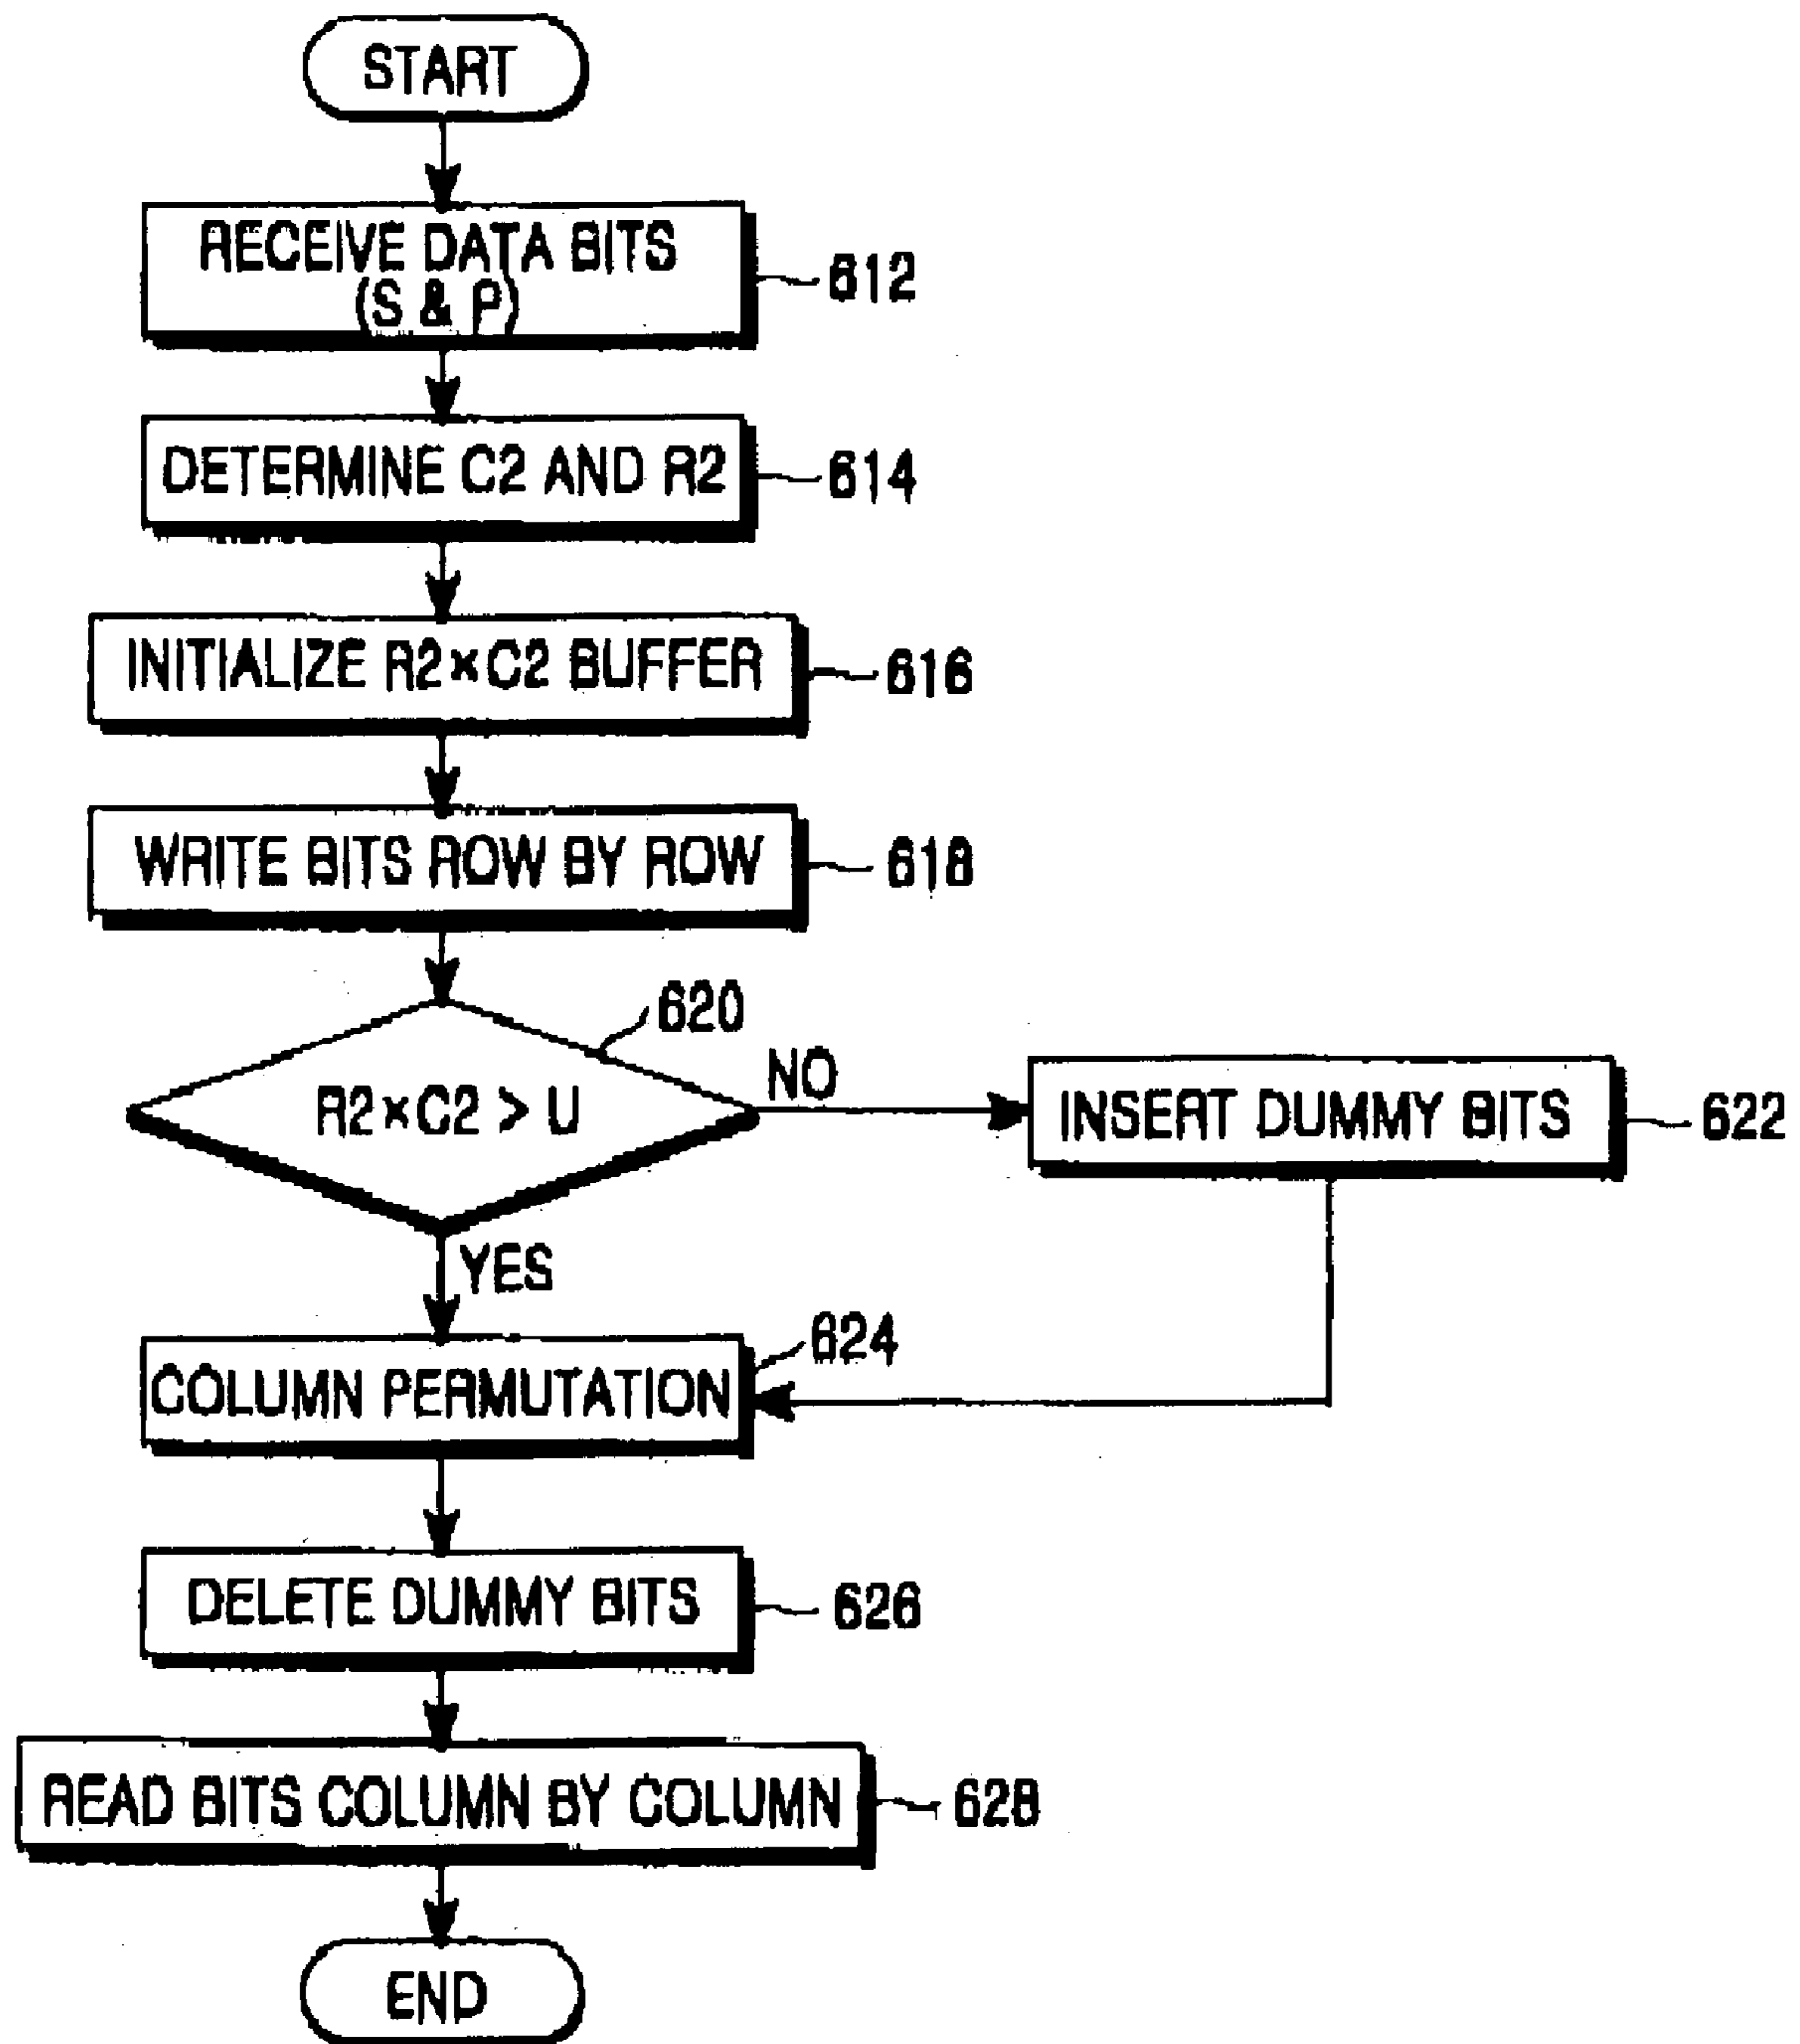 START
RECEIVE DATA BITS
(S & P)
612
DETERMINE C2 AND R2
614
INITIALIZE R2×C2 BUFFER
616
WRITE BITS ROW BY ROW
618
620
R2×C2 > U
NO
INSERT DUMMY BITS
622
YES
624
COLUMN PERMUTATION
DELETE DUMMY BITS
626
READ BITS COLUMN BY COLUMN
628
END